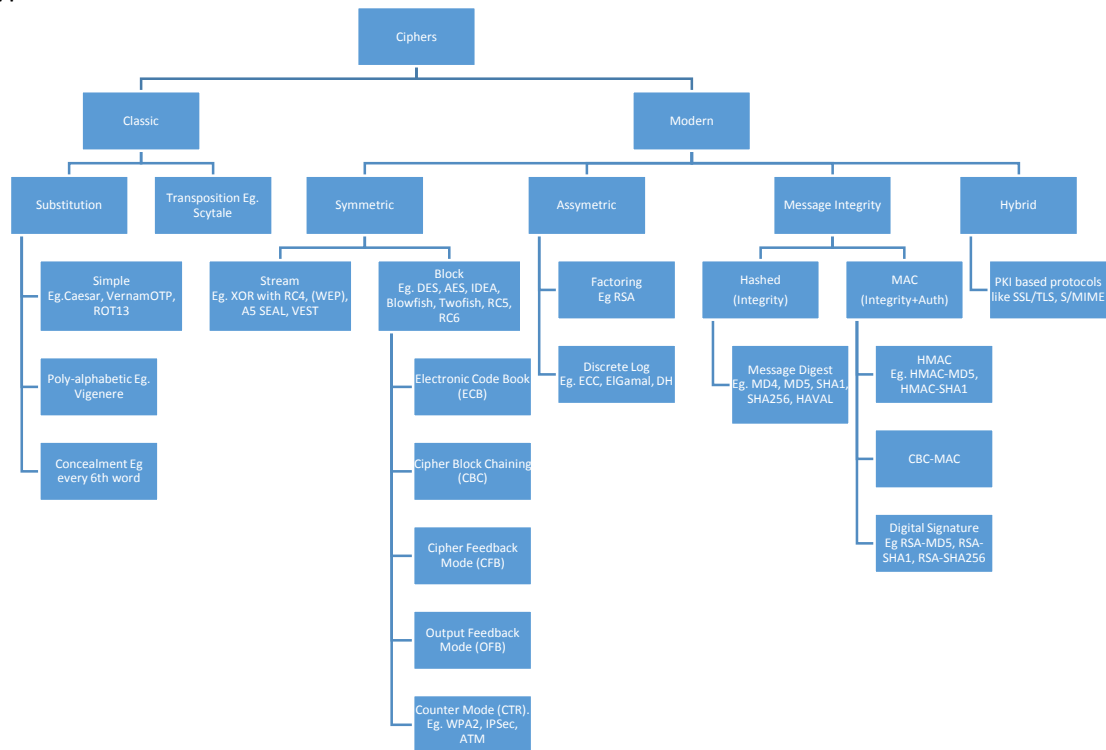 Ciphers
Classic
Modern
Substitution
Transposition Eg.
Scytale
Symmetric
Assymetric
Message Integrity
Hybrid
Simple
Eg.Caesar, VernamOTP,
ROT13
Stream
Eg. XOR with RC4, (WEP),
A5 SEAL, VEST
Block
Eg. DES, AES, IDEA,
Blowfish, Twofish, RC5,
RC6
Factoring
Eg RSA
Hashed
(Integrity)
MAC
(Integrity+Auth)
PKI based protocols
like SSL/TLS, S/MIME
Poly-alphabetic Eg.
Vigenere
Electronic Code Book
(ECB)
Discrete Log
Eg. ECC, ElGamal, DH
Message Digest
Eg. MD4, MD5, SHA1,
SHA256, HAVAL
HMAC
Eg. HMAC-MD5,
HMAC-SHA1
Concealment Eg
every 6th word
Cipher Block Chaining
(CBC)
CBC-MAC
Cipher Feedback
Mode (CFB)
Digital Signature
Eg RSA-MD5, RSA-
SHA1, RSA-SHA256
Output Feedback
Mode (OFB)
Counter Mode (CTR).
Eg. WPA2, IPSec,
ATM